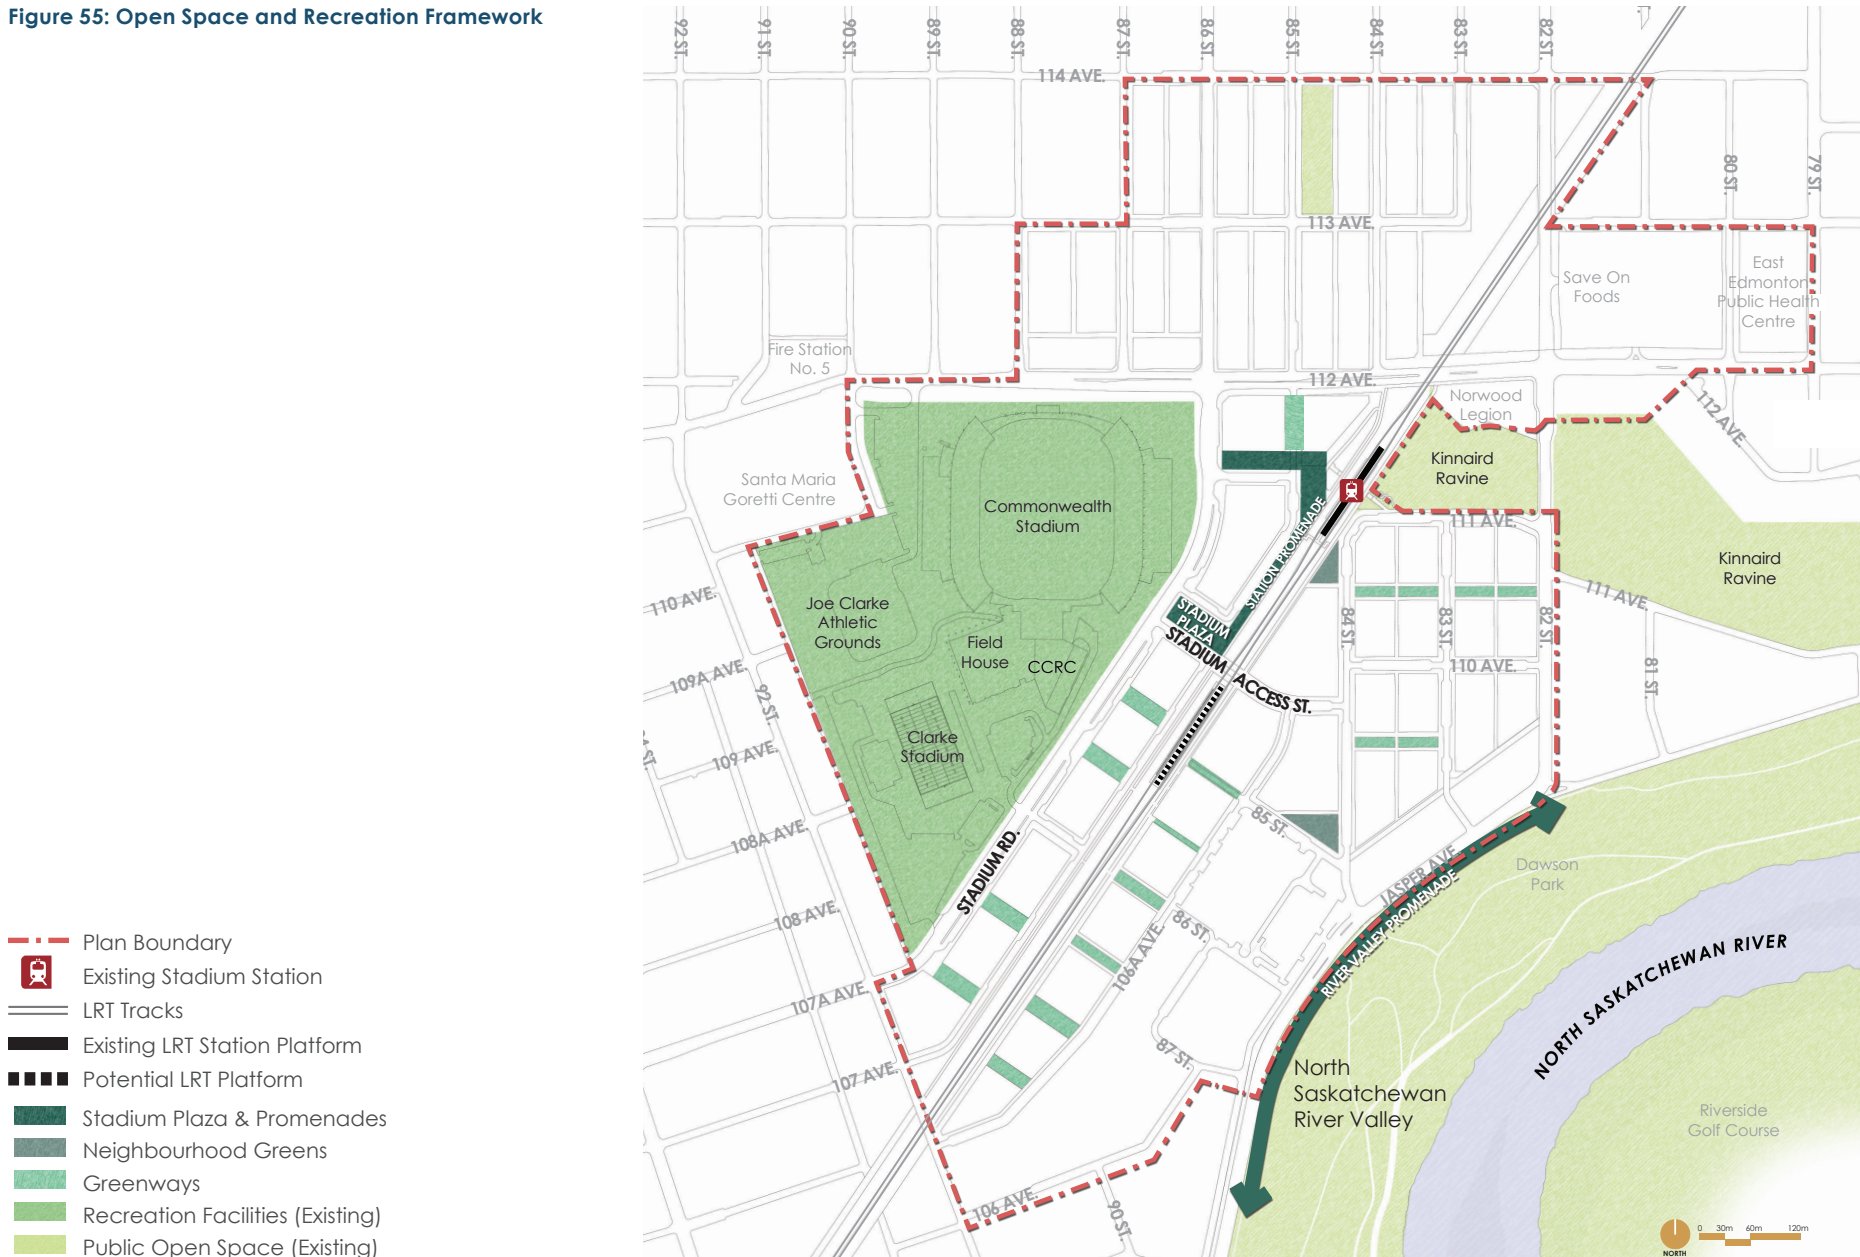 Figure 55: Open Space and Recreation Framework
92 ST.
91 ST.
90 ST.
89 ST.
88 ST.
87 ST.
86 ST.
85 ST.
84 ST.
83 ST.
82 ST.
114 AVE.
80 ST.
79 ST.
113 AVE.
Save On
Foods
East
Edmonton
Public Health
Centre
Fire Station
No. 5
112 AVE.
Norwood
Legion
112 AVE.
Kinnaird
Ravine
Santa Maria
Goretti Centre
Commonwealth
Stadium
STATION PROMENADE
111 AVE.
Kinnaird
Ravine
110 AVE.
Joe Clarke
Athletic
Grounds
Field
House
CCRC
STADIUM
PLAZA
STADIUM
ACCESS ST.
84 ST.
83 ST.
82 ST.
111 AVE.
110 AVE.
81 ST.
109A AVE.
92 ST.
109 AVE.
Clarke
Stadium
108A AVE.
STADIUM RD.
85 ST.
JASPER AVE.
RIVER VALLEY PROMENADE
Dawson
Park
108 AVE.
86 ST.
106A AVE.
NORTH SASKATCHEWAN RIVER
107A AVE.
87 ST.
107 AVE.
North
Saskatchewan
River Valley
Riverside
Golf Course
106 AVE.
90 ST.
Plan Boundary
Existing Stadium Station
LRT Tracks
Existing LRT Station Platform
Potential LRT Platform
Stadium Plaza & Promenades
Neighbourhood Greens
Greenways
Recreation Facilities (Existing)
Public Open Space (Existing)
0 30m 60m 120m
NORTH